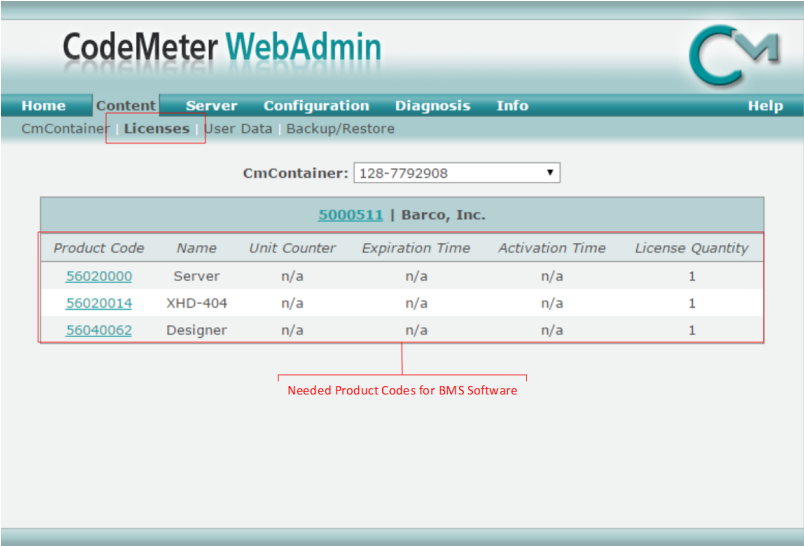 CodeMeter WebAdmin
CM
Home Content Server Configuration Diagnosis Info Help
CmContainer | Licenses | User Data | Backup/Restore
CmContainer: 128-7792908
5000511 | Barco, Inc.
Product Code Name Unit Counter Expiration Time Activation Time License Quantity
56020000 Server n/a n/a n/a 1
56020014 XHD-404 n/a n/a n/a 1
56040062 Designer n/a n/a n/a 1
Needed Product Codes for BMS Software